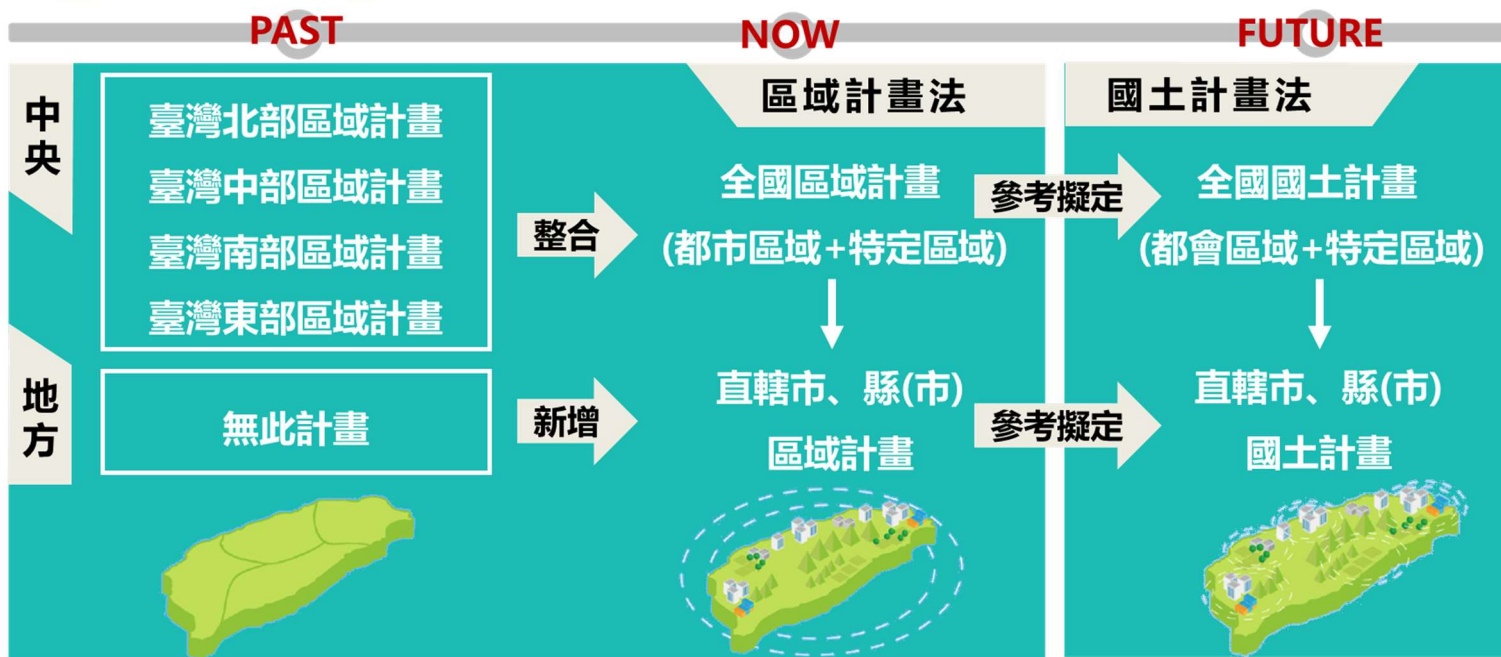 PAST
NOW
FUTURE
中央
臺灣北部區域計畫
臺灣中部區域計畫
臺灣南部區域計畫
臺灣東部區域計畫
地方
無此計畫
整合
新增
區域計畫法
全國區域計畫
(都市區域+特定區域)
直轄市、縣(市)
區域計畫
參考擬定
參考擬定
國土計畫法
全國國土計畫
(都會區域+特定區域)
直轄市、縣(市)
國土計畫